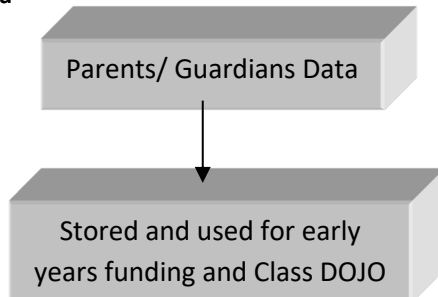 Parents/ Guardians Data
Stored and used for early
years funding and Class DOJO